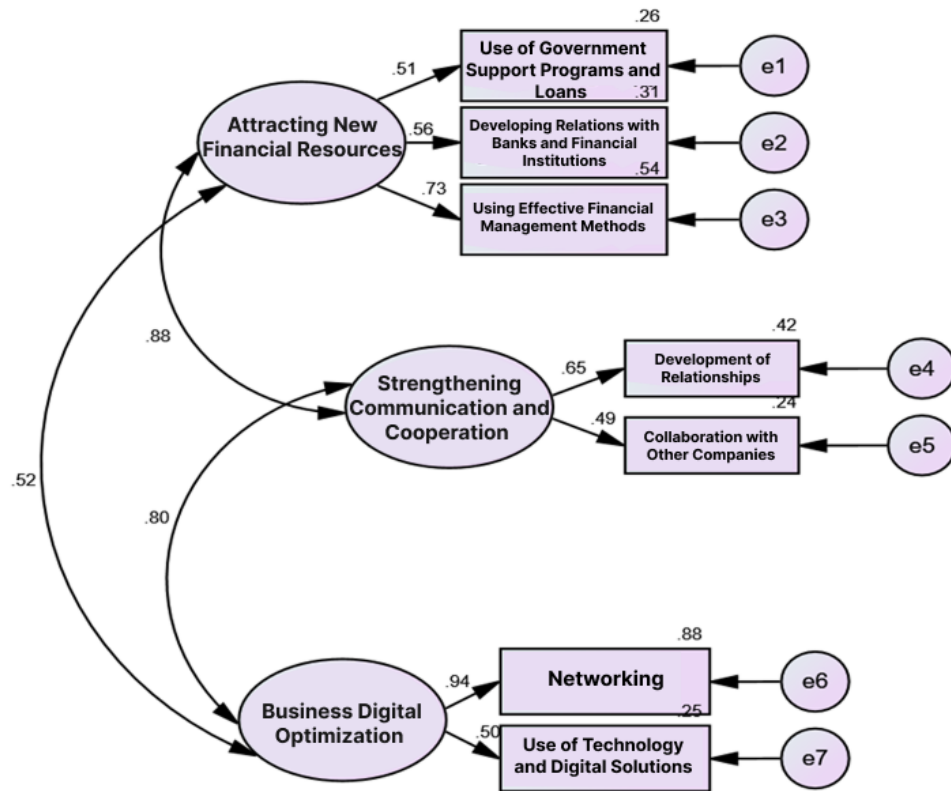 .26
Use of Government
Support Programs and
Loans
e1
.51
.31
Attracting New
Financial Resources
.56
Developing Relations with
Banks and Financial
Institutions
e2
.54
.73
Using Effective Financial
Management Methods
e3
.88
.42
Development of
Relationships
e4
.65
Strengthening
Communication and
Cooperation
.24
.49
Collaboration with
Other Companies
e5
.52
.80
.88
Networking
e6
.94
Business Digital
Optimization
.25
.50
Use of Technology
and Digital Solutions
e7